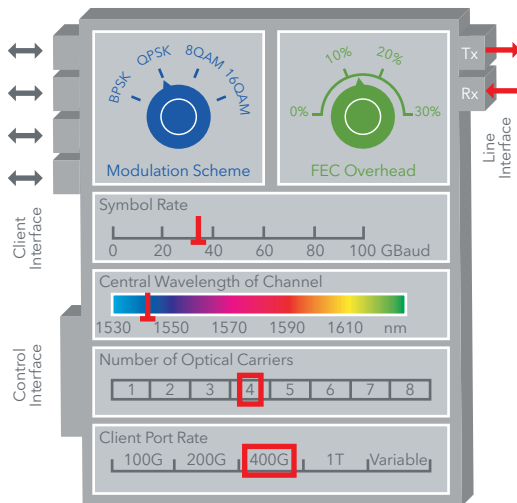 BPSK QPSK 8QAM 16QAM
Modulation Scheme
0% 10% 20% 30%
FEC Overhead
Tx
Rx
Line
Interface
Client
Interface
Symbol Rate
0 20 40 60 80 100 GBaud
Central Wavelength of Channel
1530 1550 1570 1590 1610 nm
Control
Interface
Number of Optical Carriers
1 2 3 4 5 6 7 8
Client Port Rate
100G 200G 400G 1T Variable